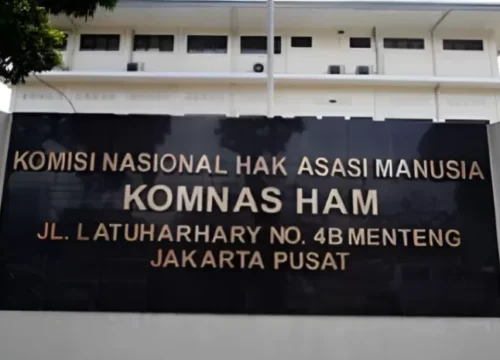 KOMISI NASIONAL HAK ASASI MANUSIA
KOMNAS HAM
JL. LATUHARHARY NO. 4B MENTENG
JAKARTA PUSAT